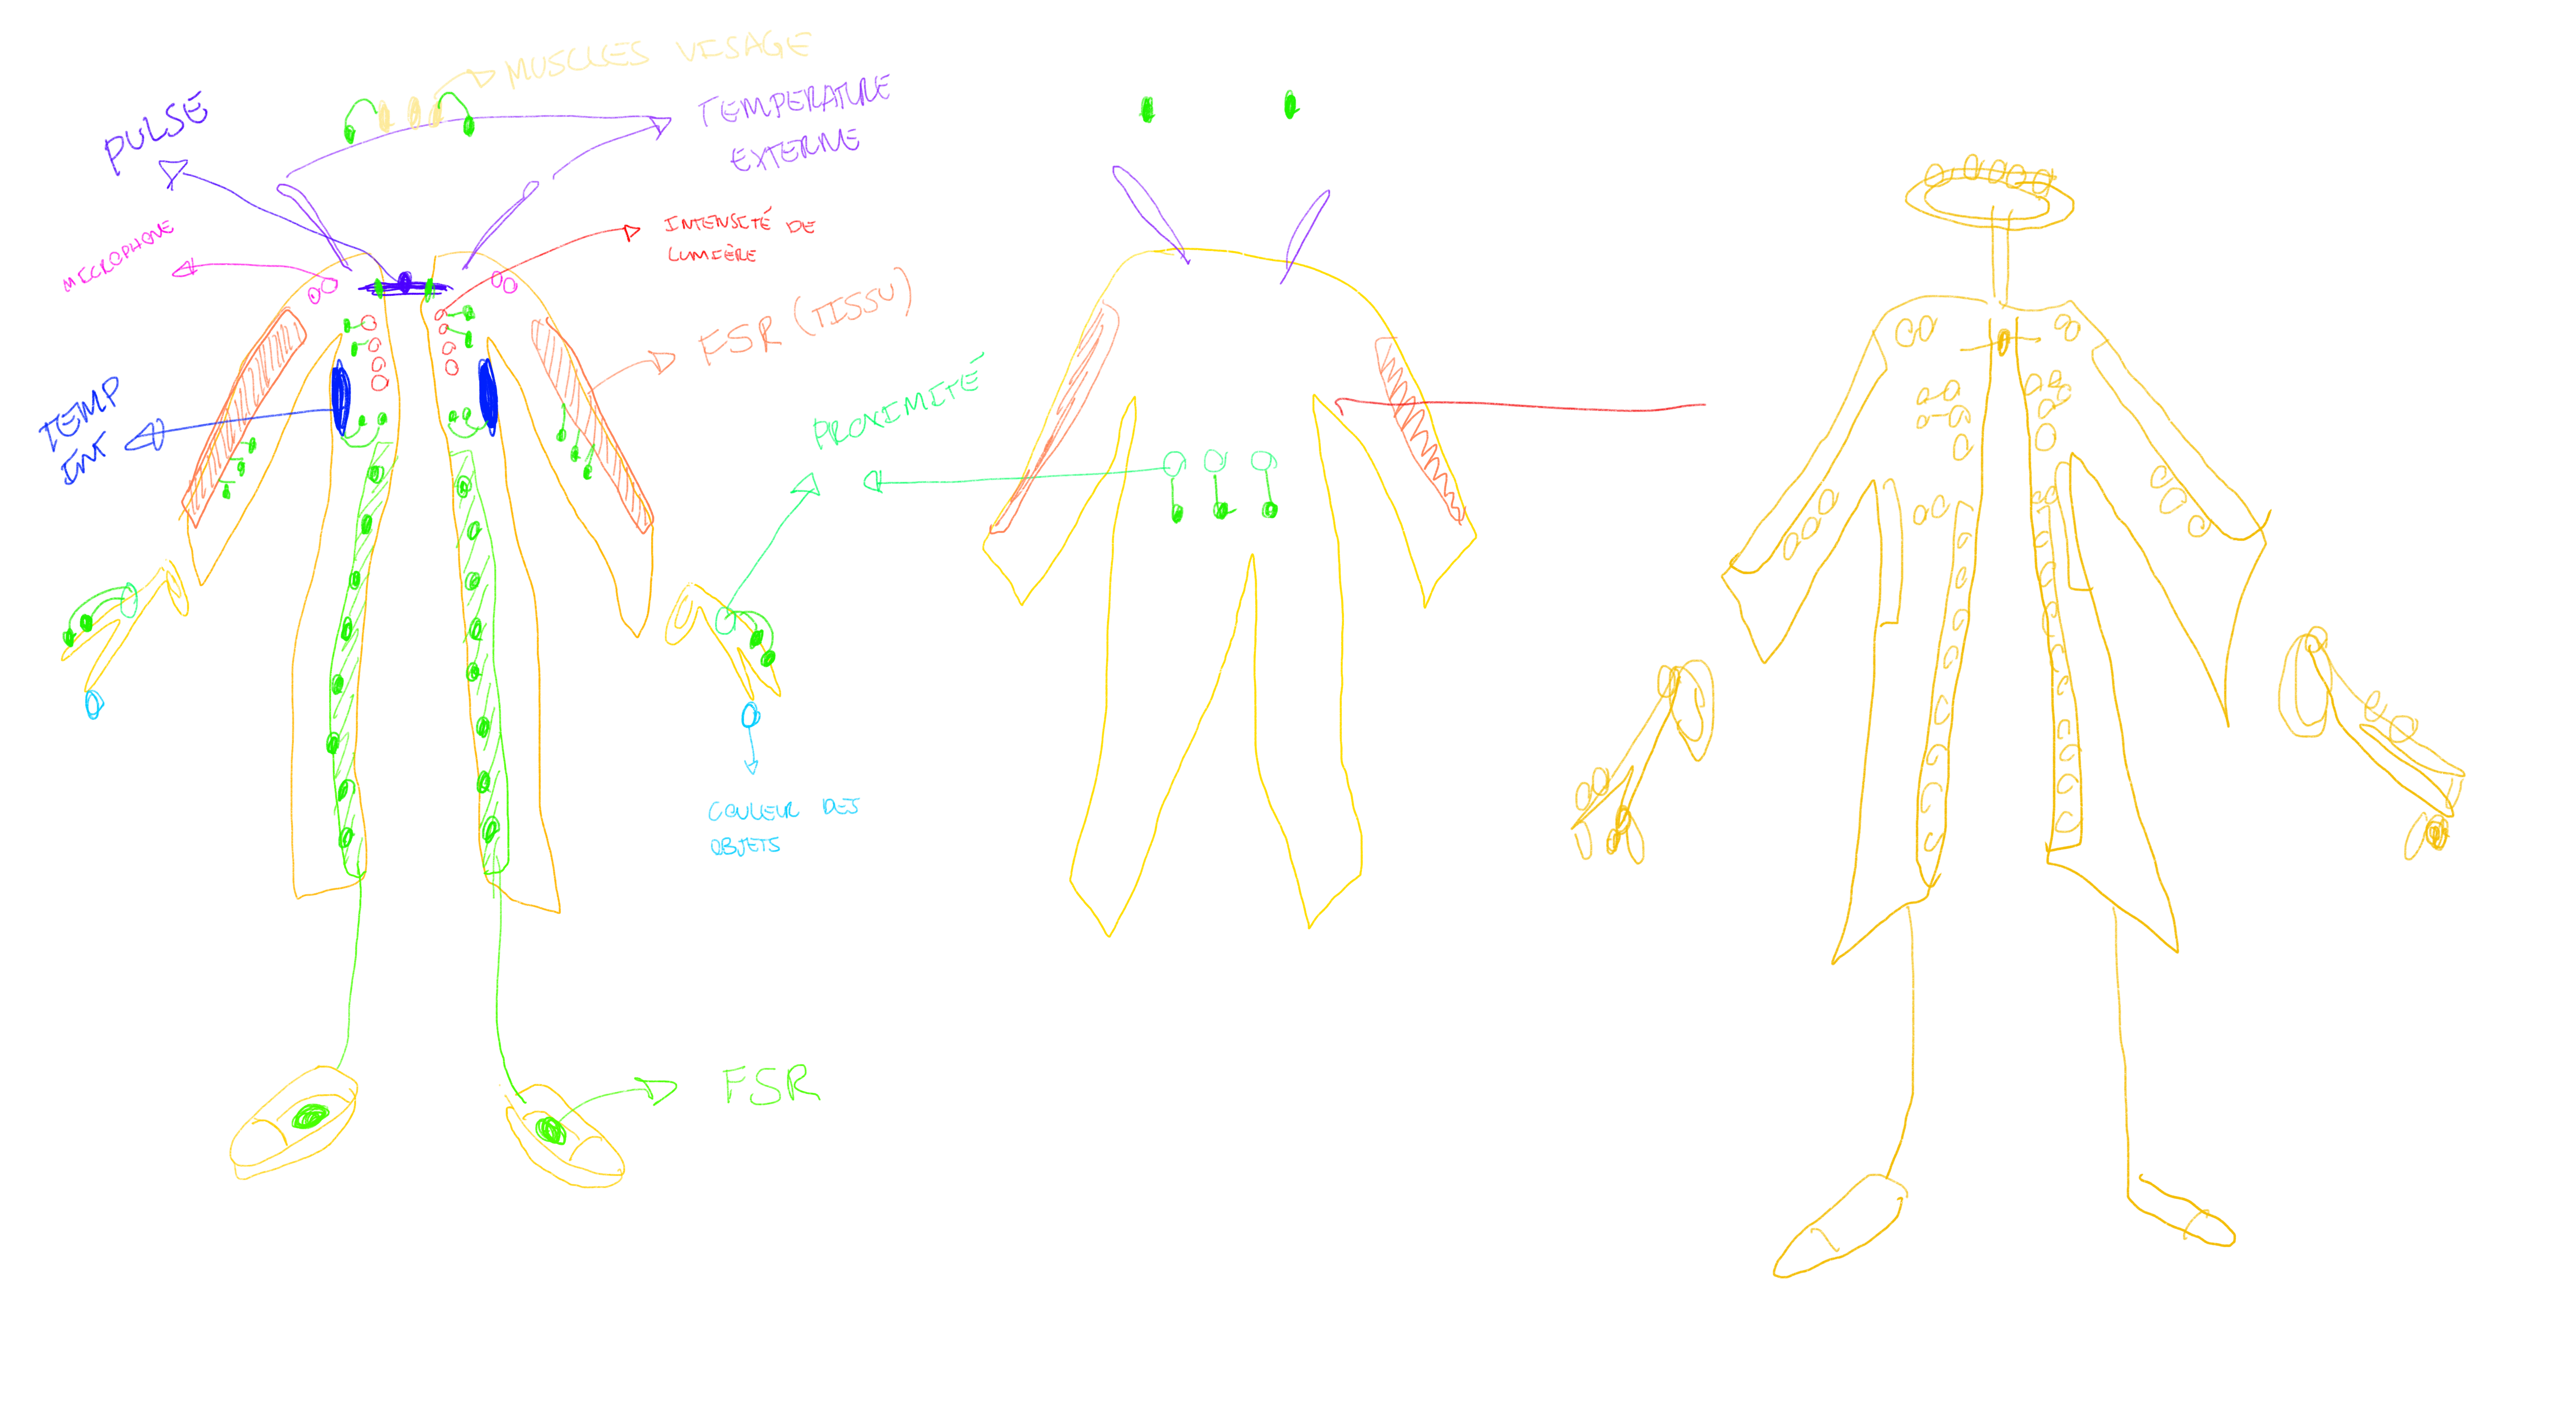 MUSCLES VISAGE
PULSE
TEMPERATURE
EXTERNE
MICROPHONE
INTENSITÉ DE
LUMIÈRE
FSR (TISSU)
PROXIMITÉ
TEMP
INT
COULEUR DES
OBJETS
FSR